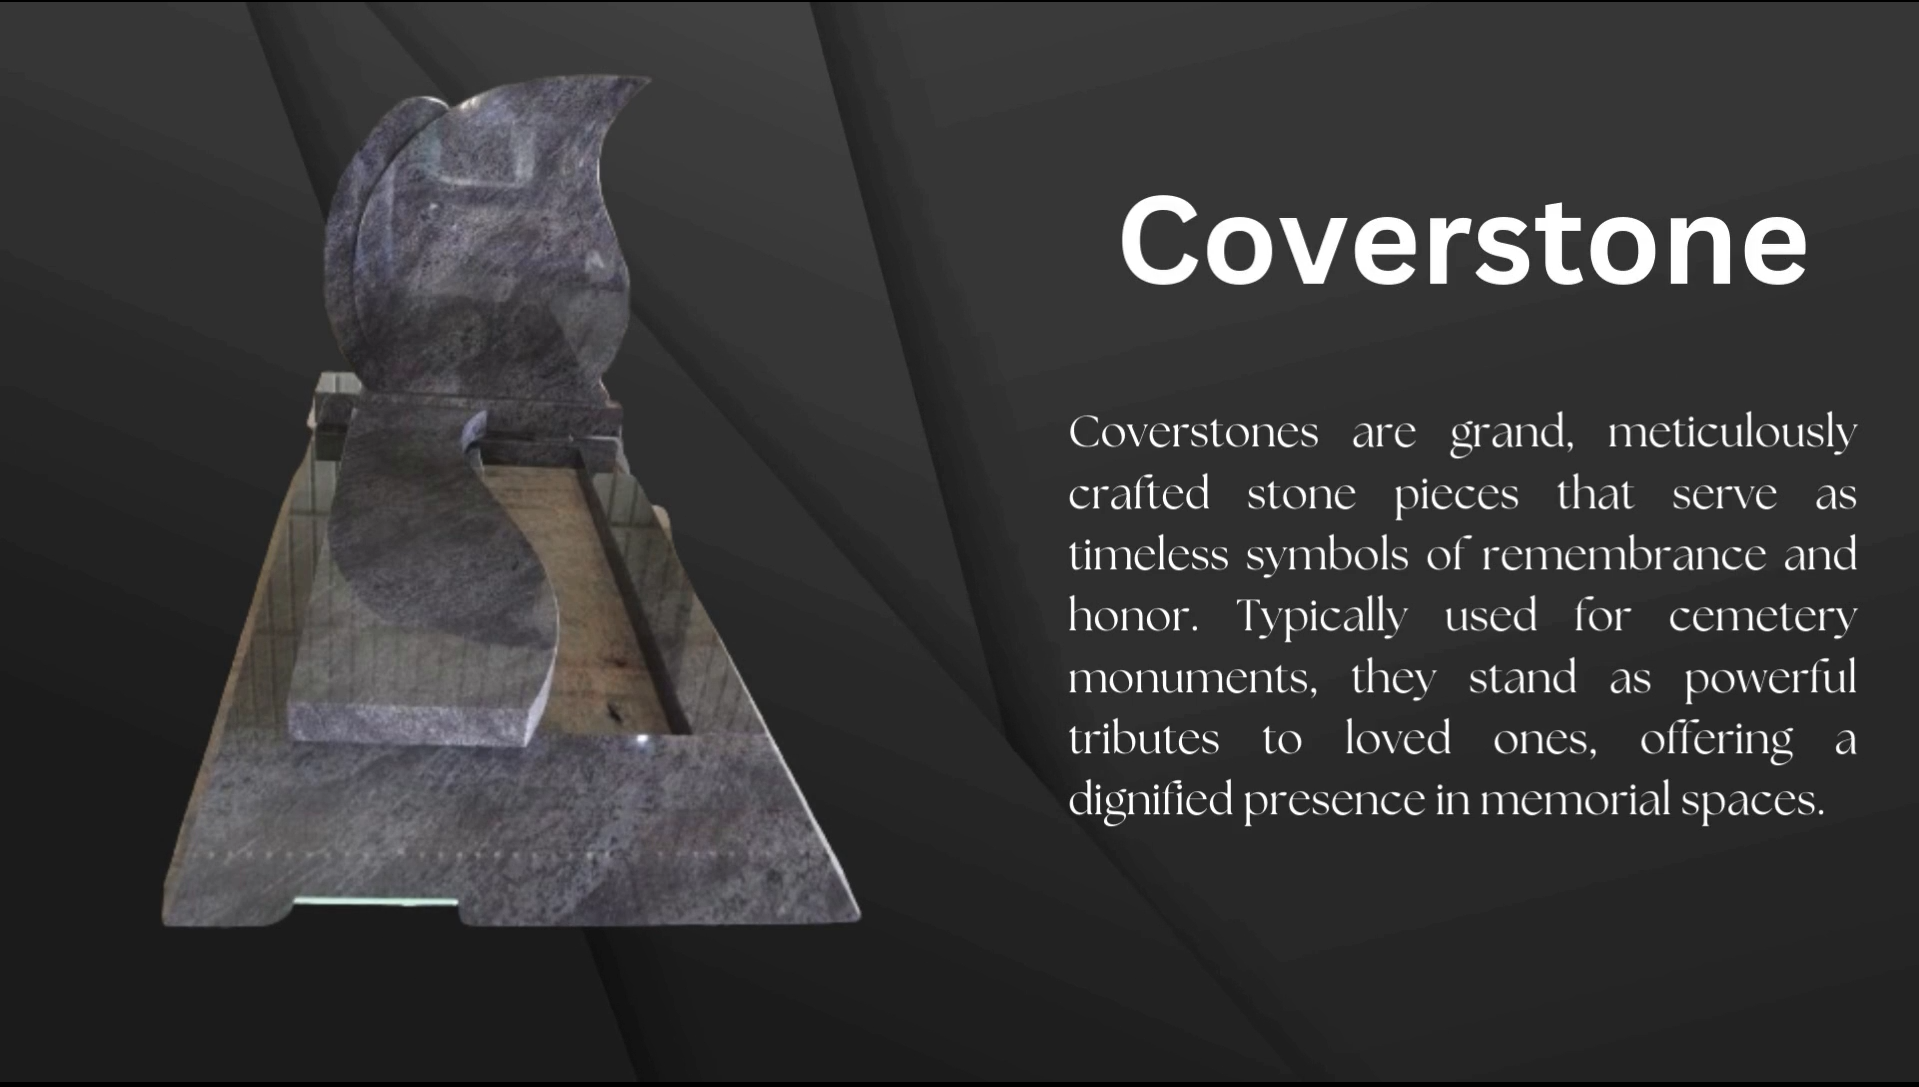 Coverstone
Coverstones are grand, meticulously
crafted stone pieces that serve as
timeless symbols of remembrance and
honor. Typically used for cemetery
monuments, they stand as powerful
tributes to loved ones, offering a
dignified presence in memorial spaces.